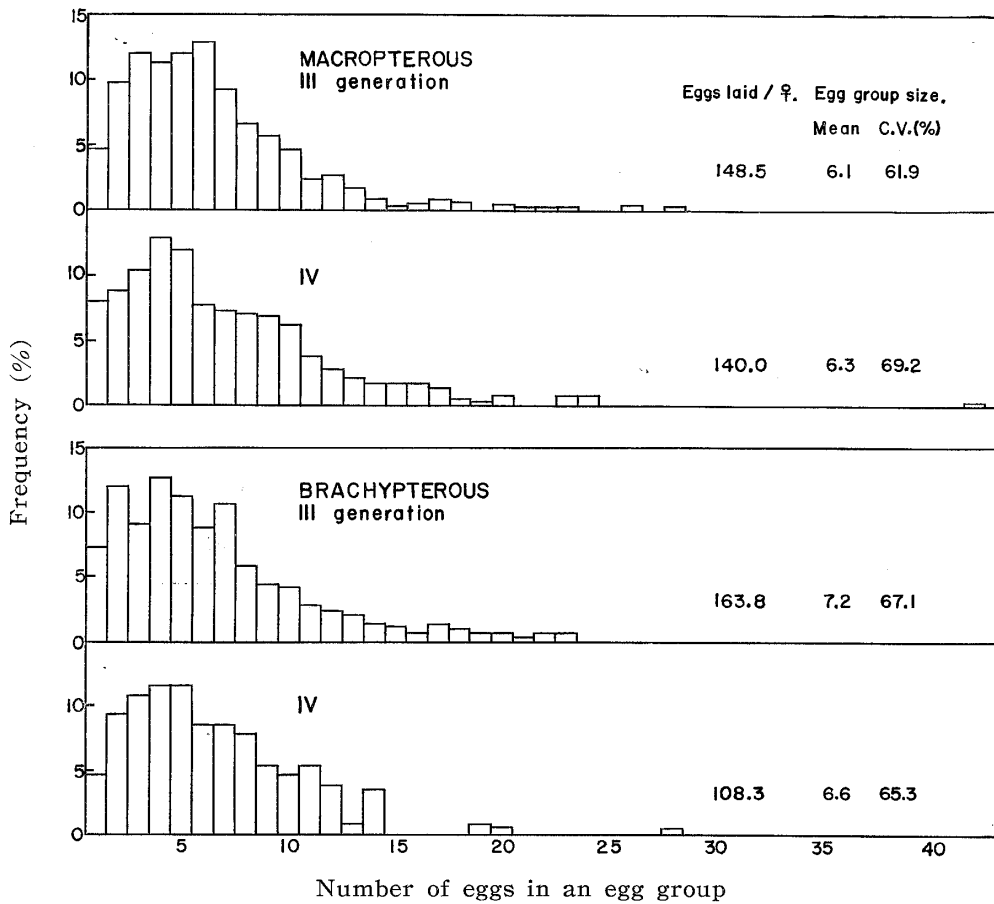 Frequency (%)
15
10
5
0
MACROPTEROUS
III generation
Eggs laid / ♀. Egg group size.
Mean C.V.(%)
148.5 6.1 61.9
10
5
0
IV
140.0 6.3 69.2
15
10
5
0
BRACHYPTEROUS
III generation
163.8 7.2 67.1
10
5
0
IV
108.3 6.6 65.3
5 10 15 20 25 30 35 40
Number of eggs in an egg group